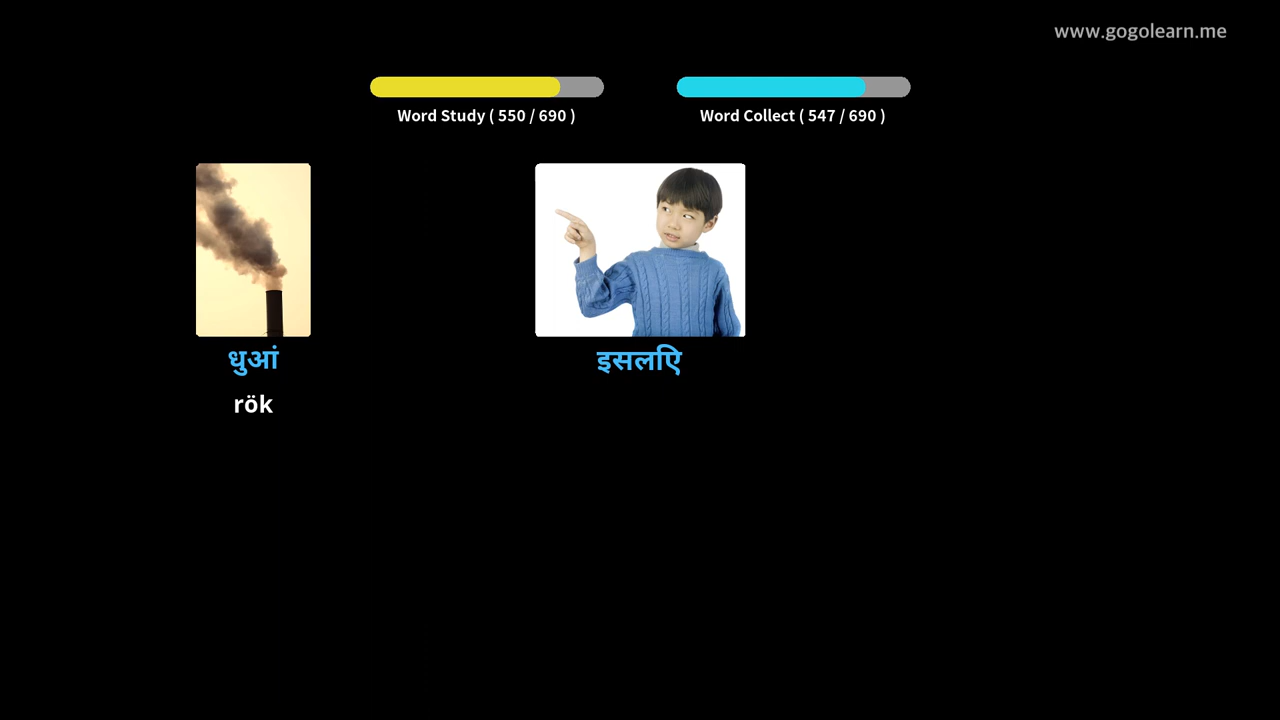 www.gogolearn.me
Word Study ( 550 / 690 )
Word Collect ( 547 / 690 )
धुआं
इसलिए
rök